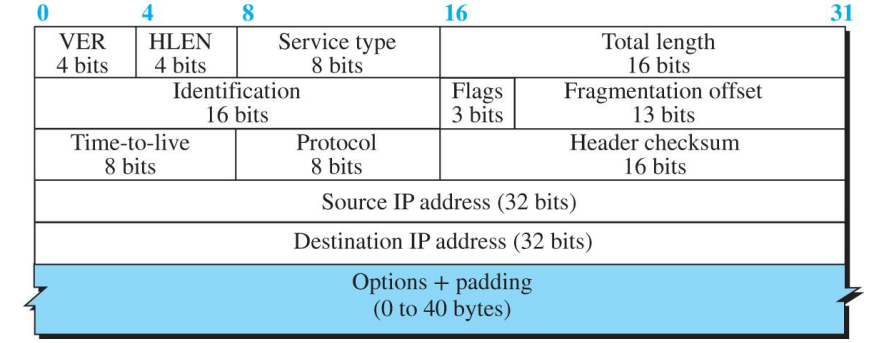 0 4 8 16 31
VER HLEN Service type Total length
4 bits 4 bits 8 bits 16 bits
Identification Flags Fragmentation offset
16 bits 3 bits 13 bits
Time-to-live Protocol Header checksum
8 bits 8 bits 16 bits
Source IP address (32 bits)
Destination IP address (32 bits)
Options + padding
(0 to 40 bytes)